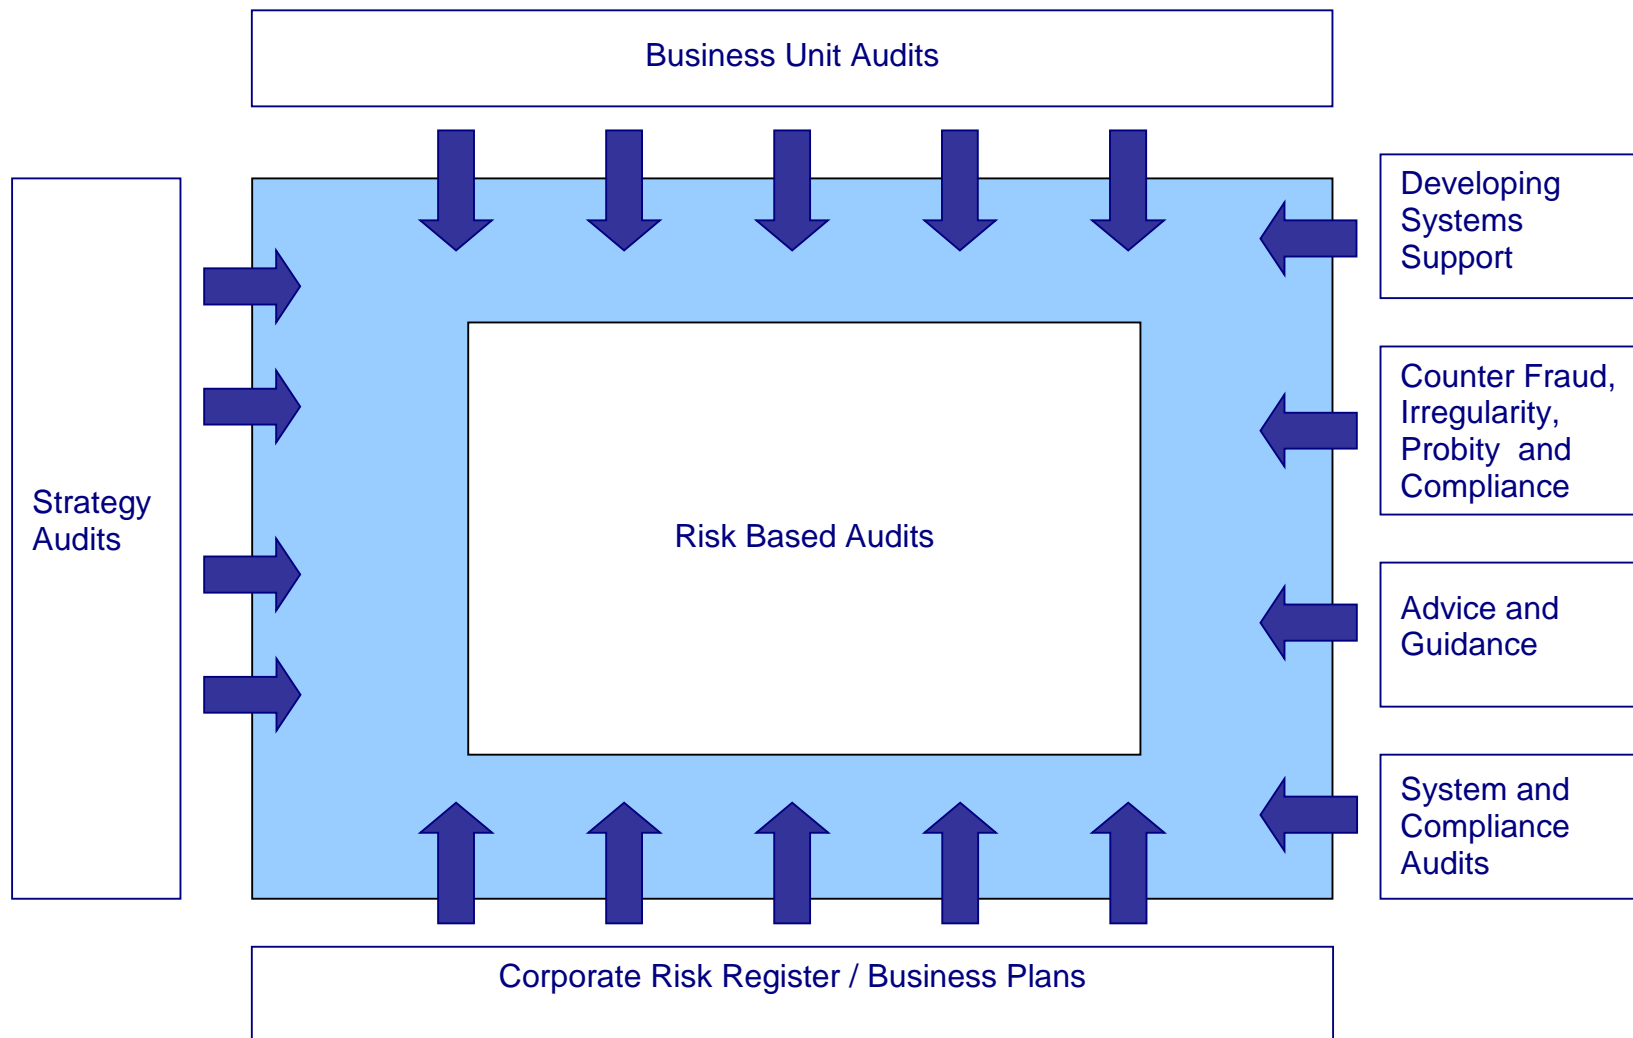 Business Unit Audits
Developing
Systems
Support
Counter Fraud,
Irregularity,
Probity  and
Compliance
Strategy
Audits
Risk Based Audits
Advice and
Guidance
System and
Compliance
Audits
Corporate Risk Register / Business Plans